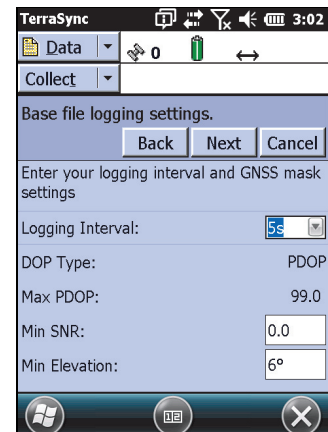 TerraSync 3:02
Data 0
Collect
Base file logging settings.
Back Next Cancel
Enter your logging interval and GNSS mask
settings
Logging Interval: 5s
DOP Type: PDOP
Max PDOP: 99.0
Min SNR: 0.0
Min Elevation: 6°